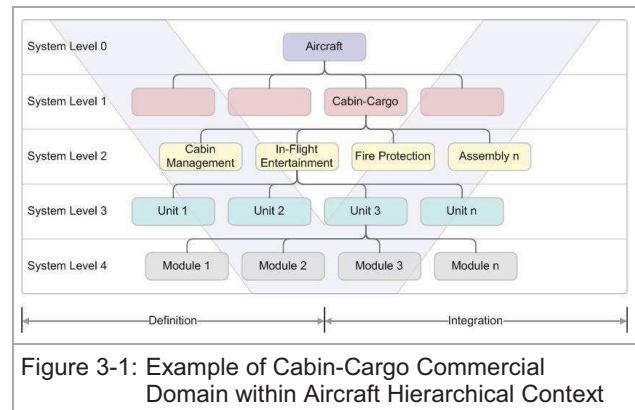 System Level 0
Aircraft
System Level 1
Cabin-Cargo
System Level 2
Cabin
Management
In-Flight
Entertainment
Fire Protection
Assembly n
System Level 3
Unit 1
Unit 2
Unit 3
Unit n
System Level 4
Module 1
Module 2
Module 3
Module n
Definition
Integration
Figure 3-1: Example of Cabin-Cargo Commercial
Domain within Aircraft Hierarchical Context